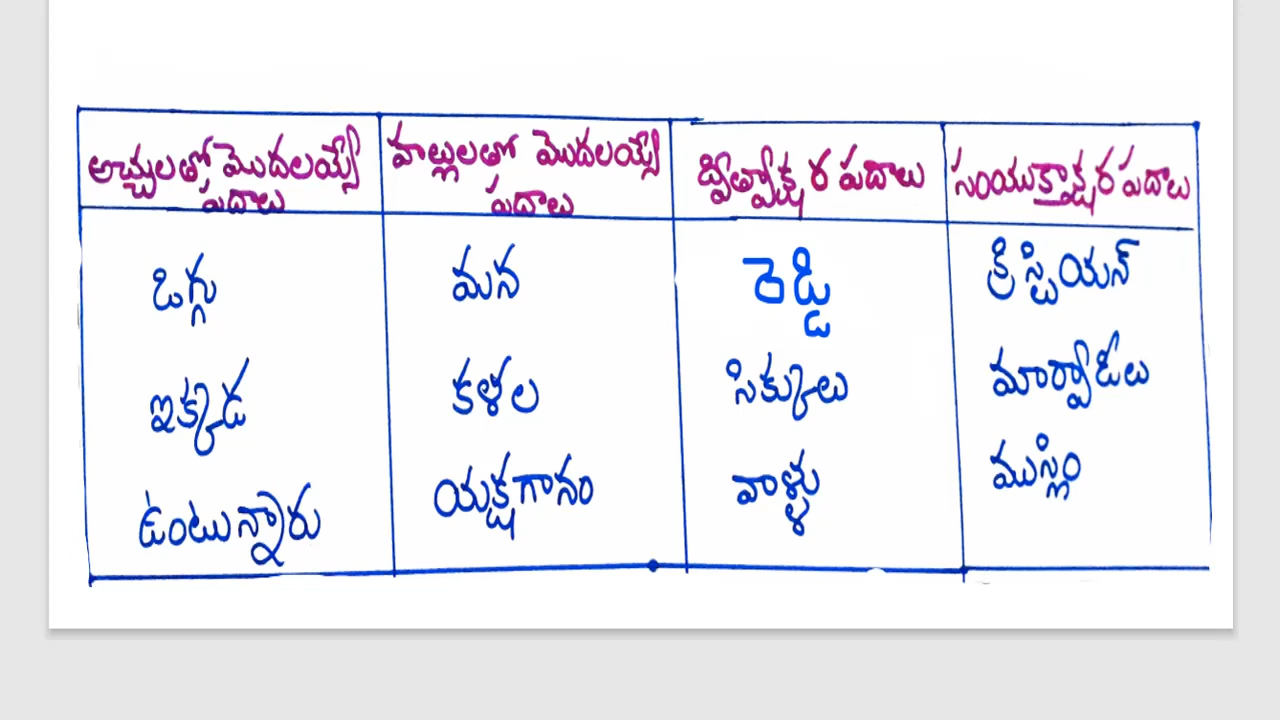 అచ్చులతో మొదలయ్యే పదాలు
హల్లులతో మొదలయ్యే పదాలు
ద్విత్వాక్షర పదాలు
సంయుక్తాక్షర పదాలు
ఒగ్గు మన రెడ్డి క్రిస్టియన్
ఇక్కడ కళల సిక్కులు మార్వాడీలు
ఉంటున్నారు యక్షగానం వాళ్ళు ముస్లిం